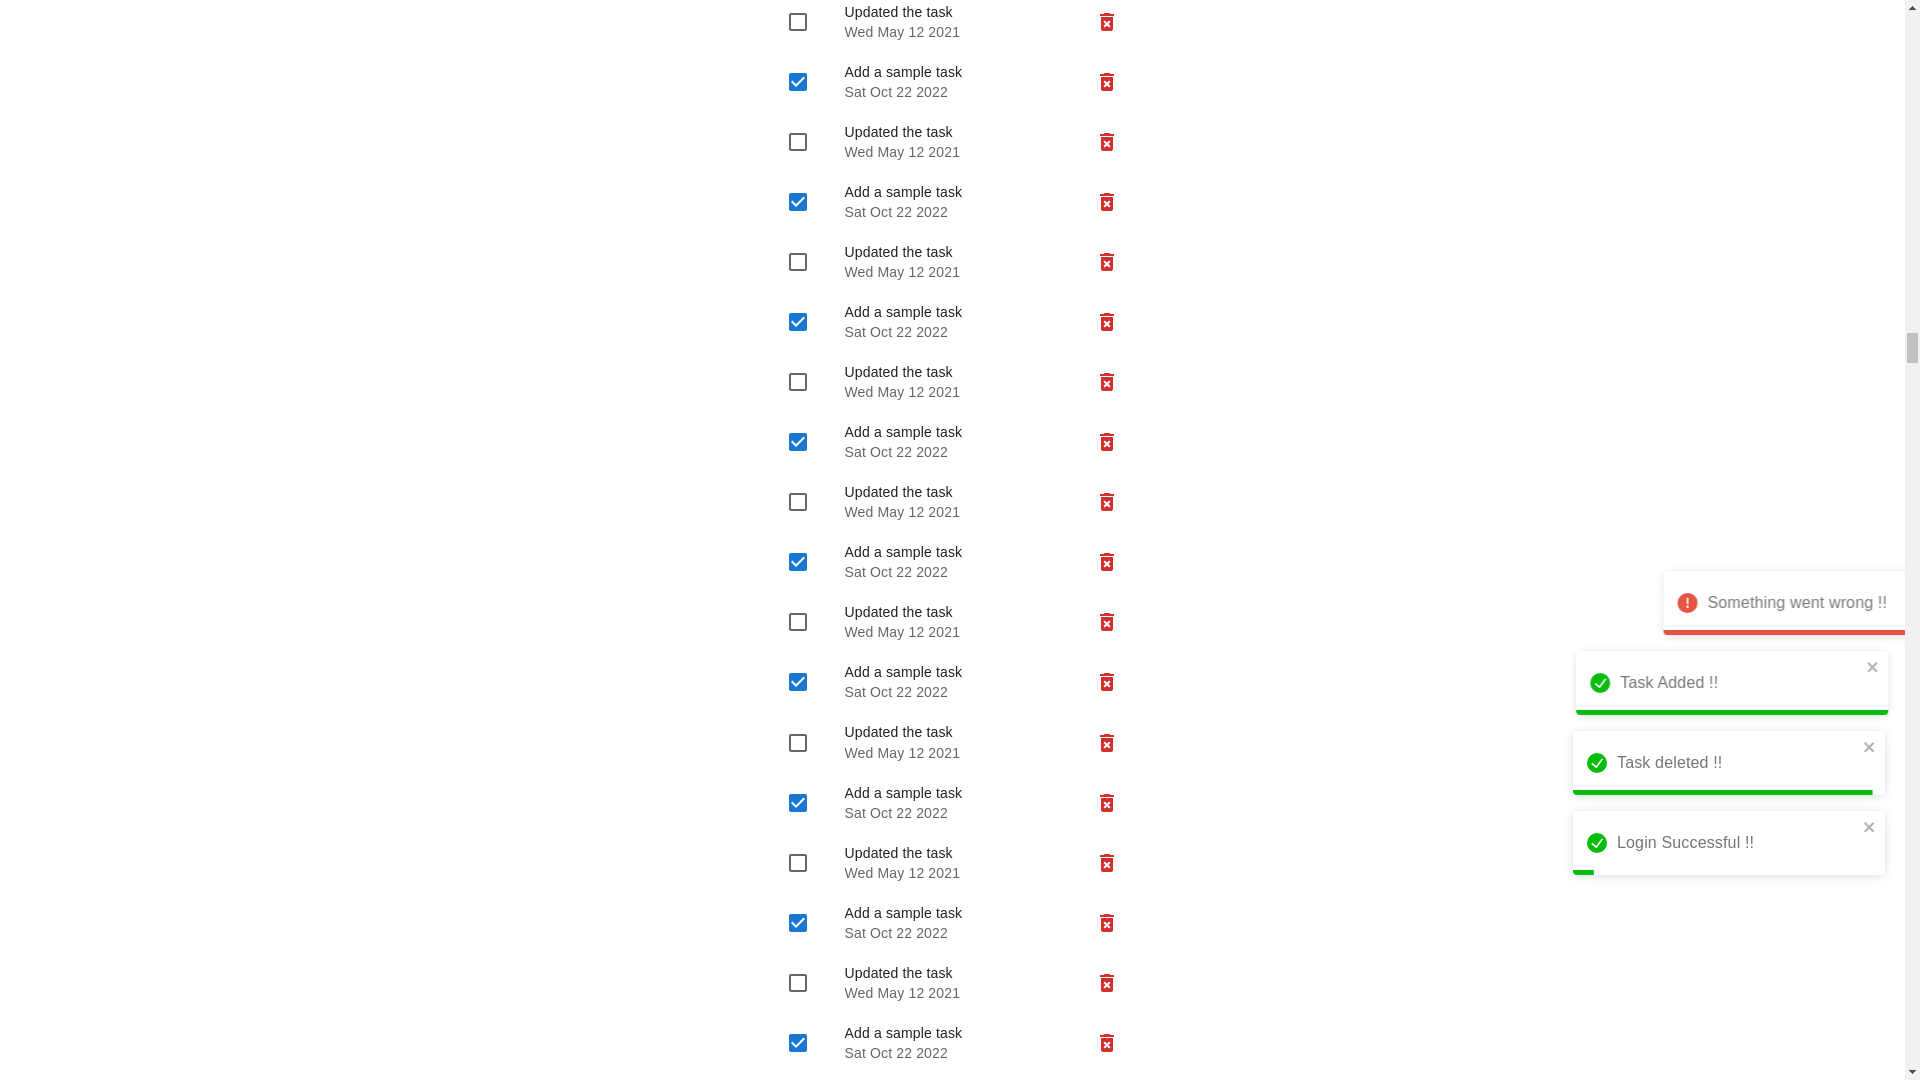 Updated the task
Wed May 12 2021
Add a sample task
Sat Oct 22 2022
Updated the task
Wed May 12 2021
Add a sample task
Sat Oct 22 2022
Updated the task
Wed May 12 2021
Add a sample task
Sat Oct 22 2022
Updated the task
Wed May 12 2021
Add a sample task
Sat Oct 22 2022
Updated the task
Wed May 12 2021
Add a sample task
Sat Oct 22 2022
Updated the task
Wed May 12 2021
Add a sample task
Sat Oct 22 2022
Updated the task
Wed May 12 2021
Add a sample task
Sat Oct 22 2022
Updated the task
Wed May 12 2021
Add a sample task
Sat Oct 22 2022
Updated the task
Wed May 12 2021
Add a sample task
Sat Oct 22 2022
Something went wrong !!
Task Added !!
Task deleted !!
Login Successful !!